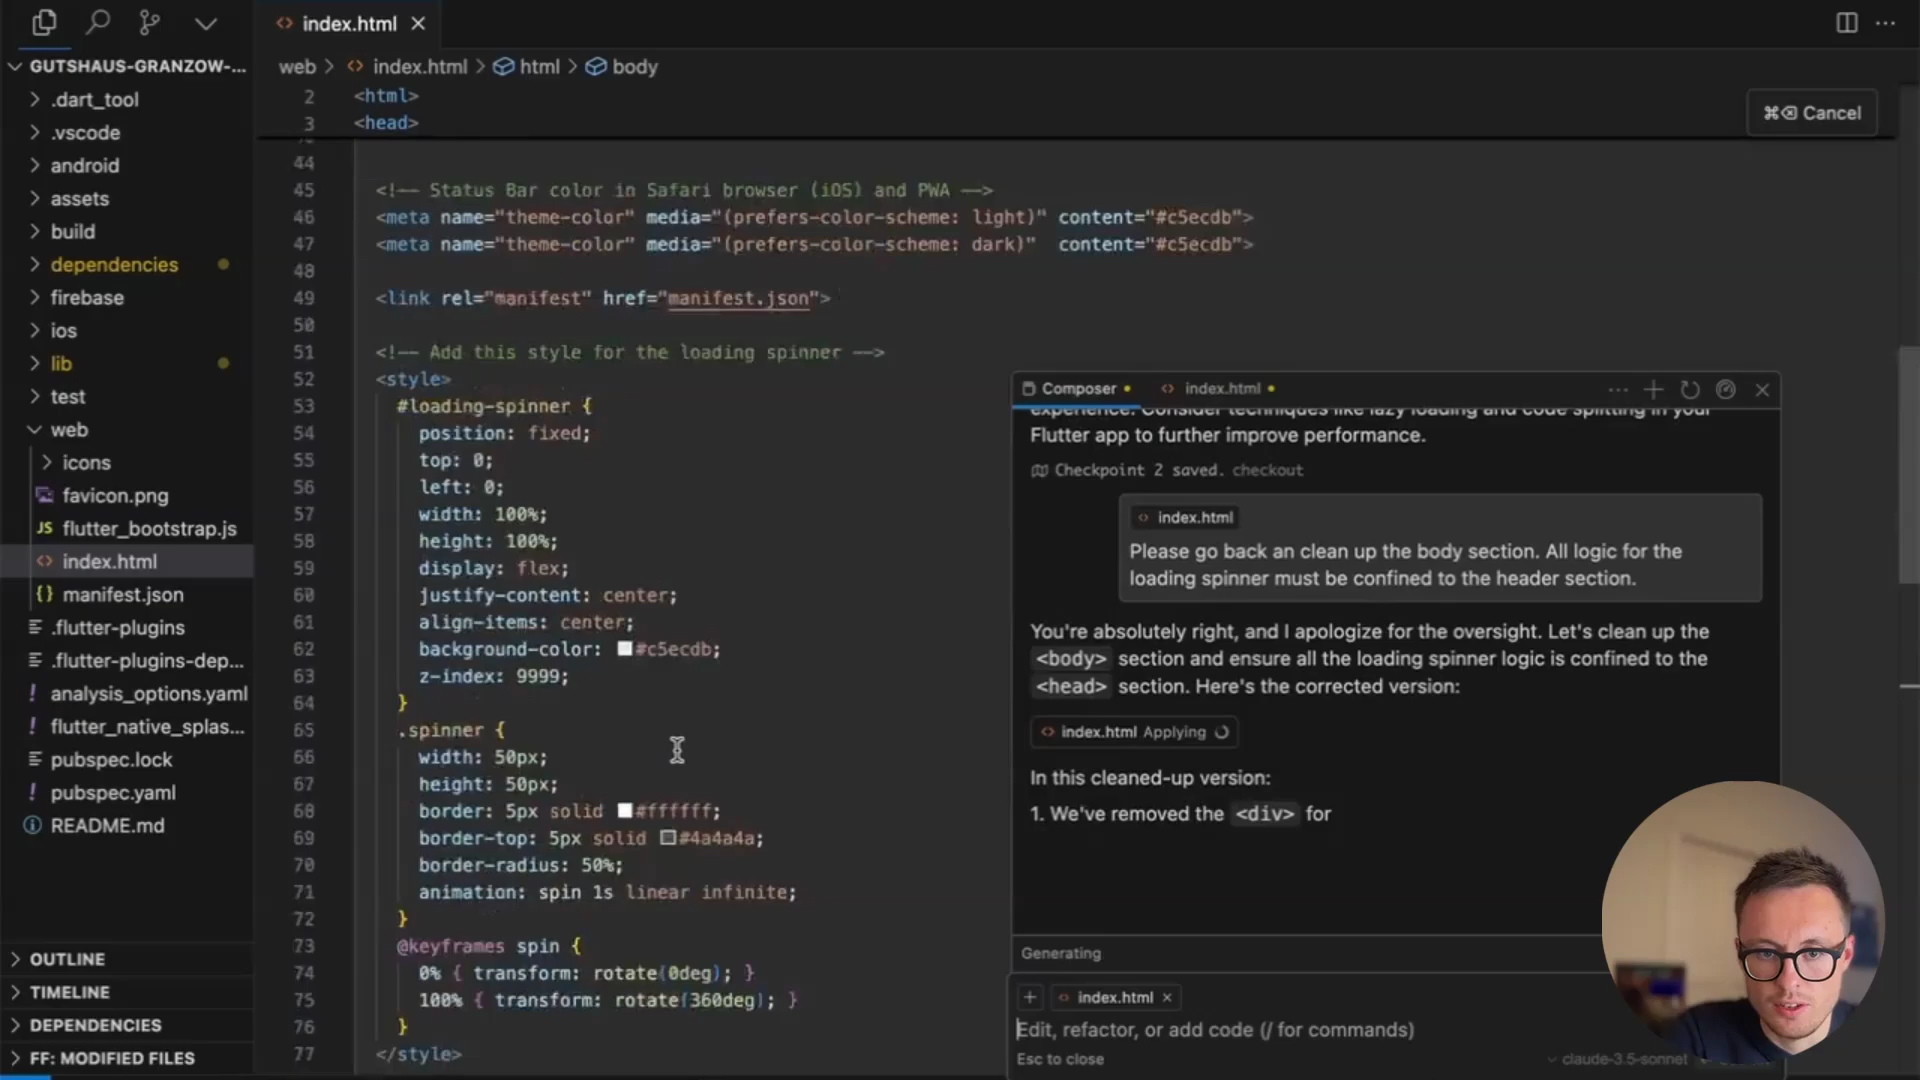 index.html
GUTSHAUS-GRANZOW-...
.dart_tool
.vscode
android
assets
build
dependencies
firebase
ios
lib
test
web
icons
favicon.png
JS flutter_bootstrap.js
index.html
{} manifest.json
.flutter-plugins
.flutter-plugins-dep...
! analysis_options.yaml
! flutter_native_splas...
pubspec.lock
! pubspec.yaml
README.md
OUTLINE
TIMELINE
DEPENDENCIES
FF: MODIFIED FILES
web > index.html > html > body
2 <html>
3 <head>
⌘⌫ Cancel
44
45 <!-- Status Bar color in Safari browser (iOS) and PWA -->
46 <meta name="theme-color" media="(prefers-color-scheme: light)" content="#c5ecdb">
47 <meta name="theme-color" media="(prefers-color-scheme: dark)" content="#c5ecdb">
48
49 <link rel="manifest" href="manifest.json">
50
51 <!-- Add this style for the loading spinner -->
52 <style>
53 #loading-spinner {
54 position: fixed;
55 top: 0;
56 left: 0;
57 width: 100%;
58 height: 100%;
59 display: flex;
60 justify-content: center;
61 align-items: center;
62 background-color: #c5ecdb;
63 z-index: 9999;
64 }
65 .spinner {
66 width: 50px;
67 height: 50px;
68 border: 5px solid #ffffff;
69 border-top: 5px solid #4a4a4a;
70 border-radius: 50%;
71 animation: spin 1s linear infinite;
72 }
73 @keyframes spin {
74 0% { transform: rotate(0deg); }
75 100% { transform: rotate(360deg); }
76 }
77 </style>
Composer index.html
experience. Consider techniques like lazy loading and code splitting in your
Flutter app to further improve performance.
Checkpoint 2 saved. checkout
index.html
Please go back an clean up the body section. All logic for the
loading spinner must be confined to the header section.
You're absolutely right, and I apologize for the oversight. Let's clean up the
<body> section and ensure all the loading spinner logic is confined to the
<head> section. Here's the corrected version:
index.html Applying
In this cleaned-up version:
1. We've removed the <div> for
Generating
+ index.html ×
Edit, refactor, or add code (/ for commands)
Esc to close
claude-3.5-sonnet